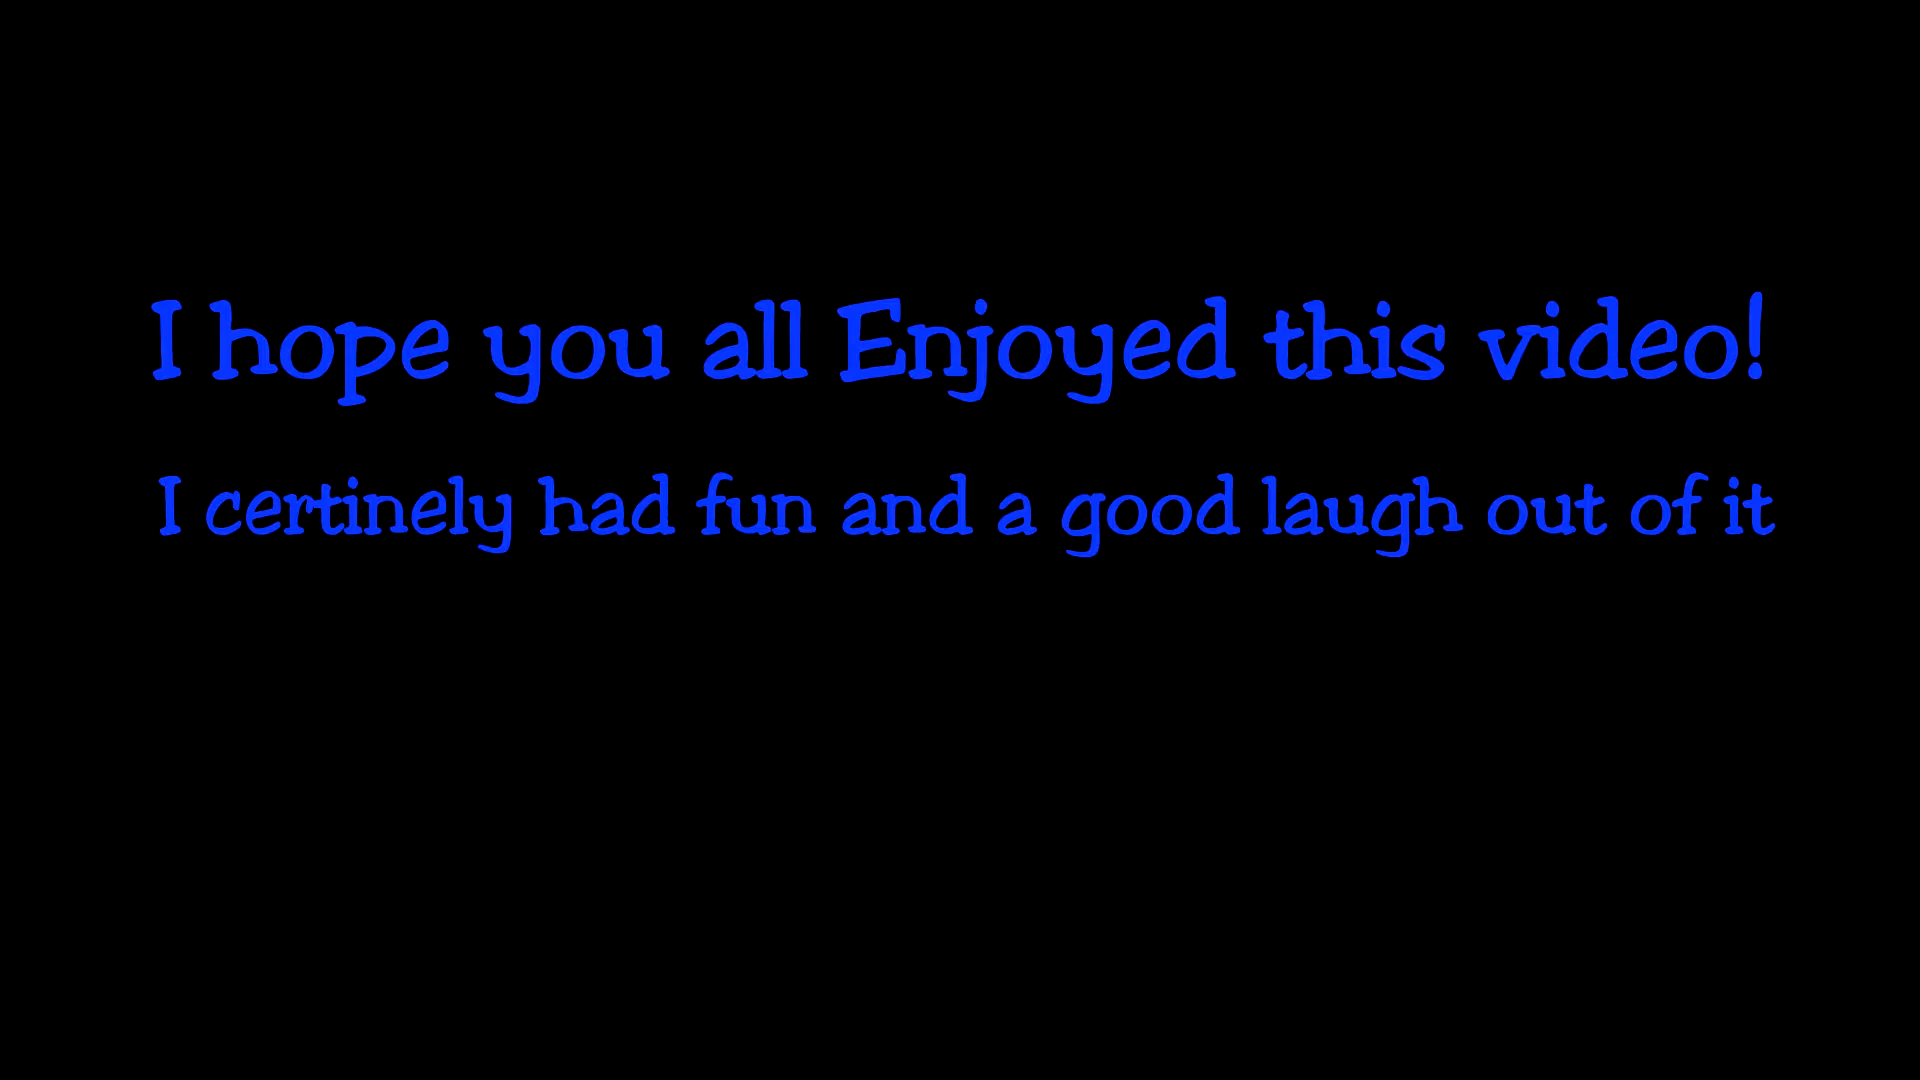 I hope you all Enjoyed this video!
I certinely had fun and a good laugh out of it